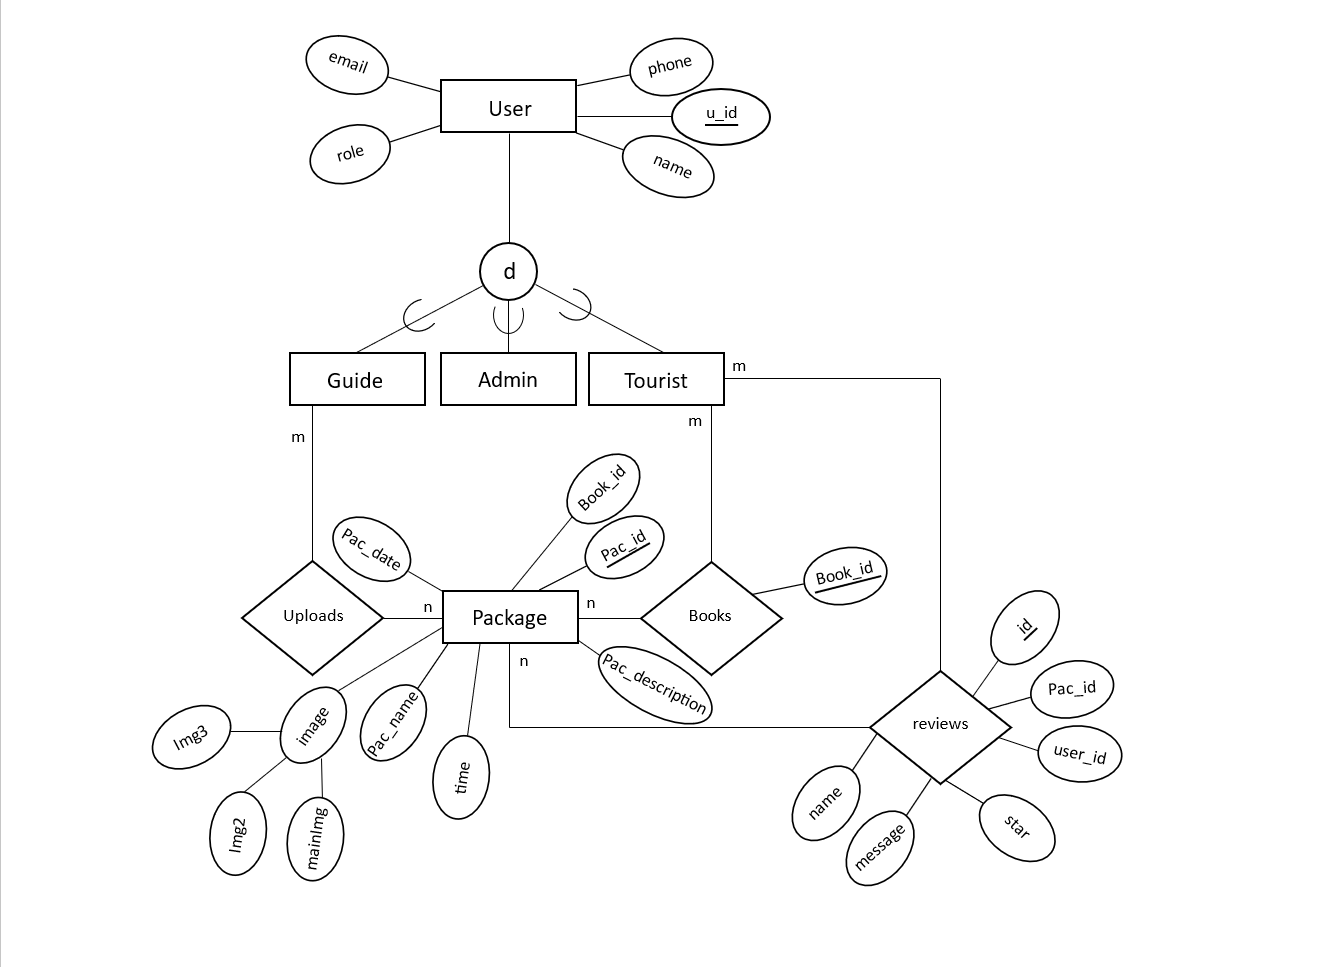 email
phone
User
u_id
role
name
d
Guide
Admin
Tourist
m
m
m
Book_id
Pac_date
Pac_id
Book_id
Uploads
n
Package
n
Books
id
n
Pac_description
Pac_id
image
Pac_name
reviews
Img3
user_id
time
name
star
Img2
mainImg
message